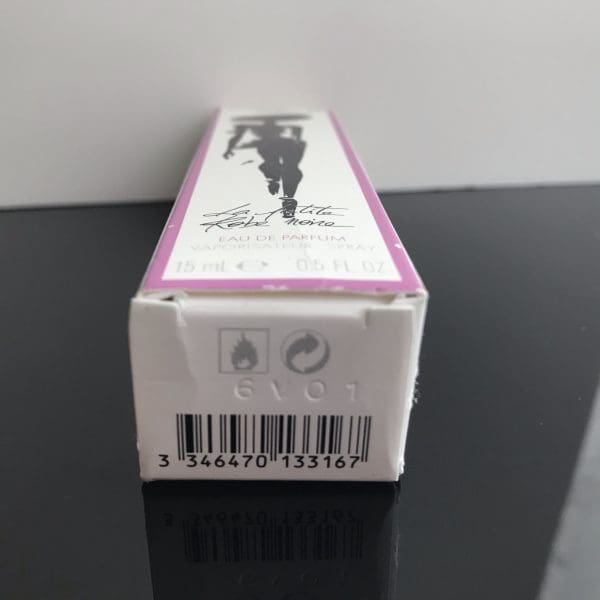 La petite
Robe noire
EAU DE PARFUM
VAPORISATEUR SPRAY
15 mL ℮ 0.5 FL OZ
6V01
3 346470 133167